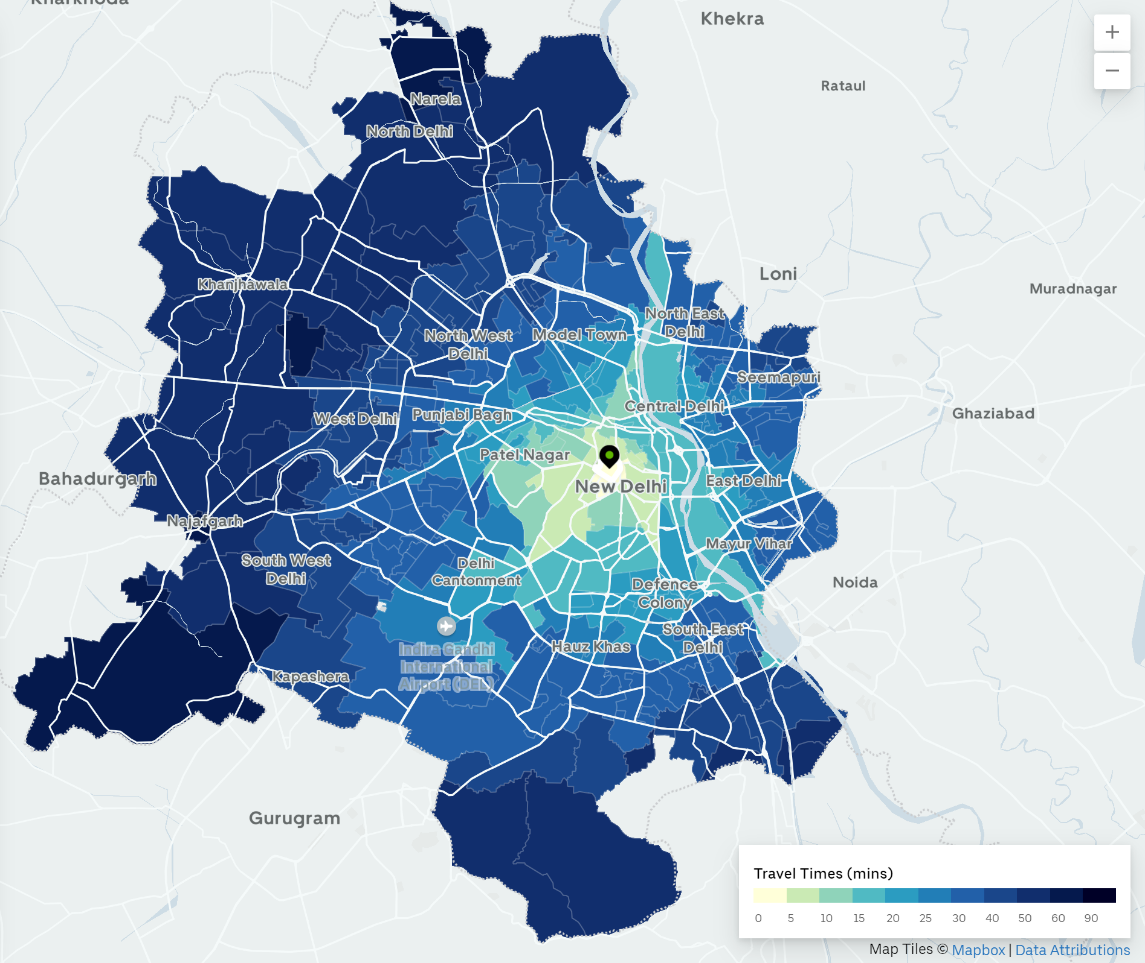 Kharkhoda
Khekra
+
−
Rataul
Narela
North Delhi
Loni
Khanjhawala
Muradnagar
North East
Delhi
North West
Delhi
Model Town
Seemapuri
Central Delhi
Ghaziabad
West Delhi
Punjabi Bagh
Patel Nagar
Bahadurgarh
New Delhi
East Delhi
Najafgarh
Mayur Vihar
South West
Delhi
Delhi
Cantonment
Defence
Colony
Noida
South East
Delhi
Hauz Khas
Indira Gandhi
International
Airport (DEL)
Kapashera
Gurugram
Travel Times (mins)
0 5 10 15 20 25 30 40 50 60 90
Map Tiles © Mapbox | Data Attributions